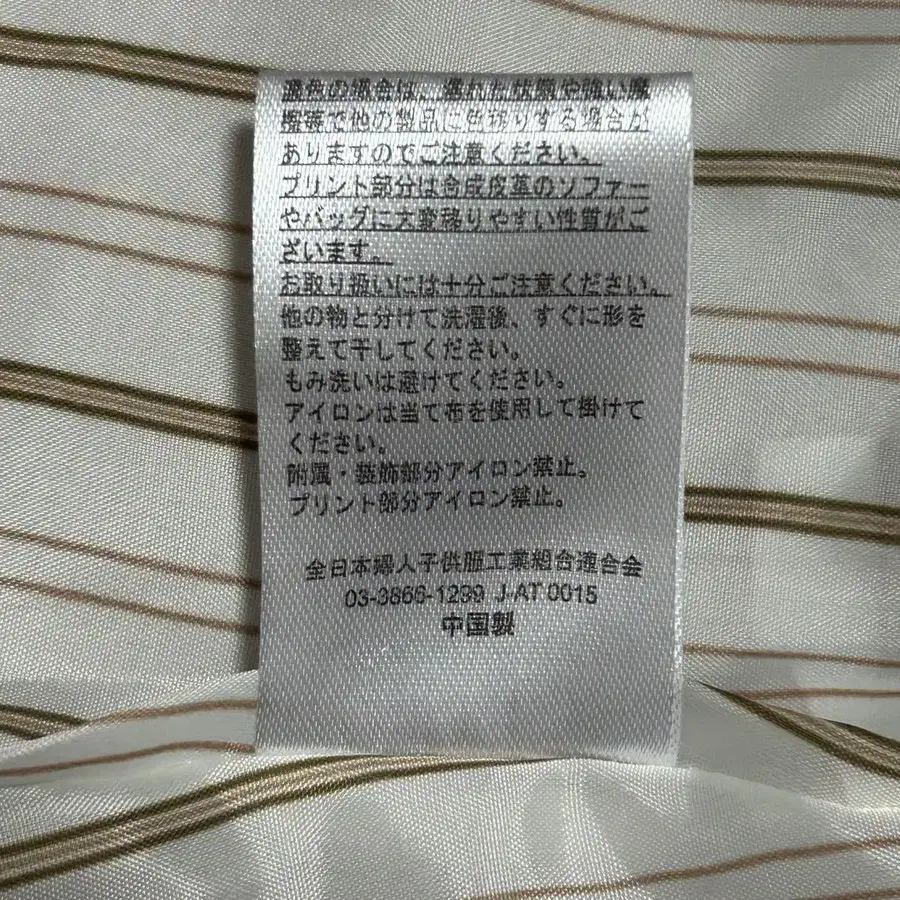 濃色の場合は、濡れた状態や強い摩
擦等で他の製品に色移りする場合が
ありますのでご注意ください。
プリント部分は合成皮革のソファー
やバッグに大変移りやすい性質がご
ざいます。
お取り扱いには十分ご注意ください。
他の物と分けて洗濯後、すぐに形を
整えて干してください。
もみ洗いは避けてください。
アイロンは当て布を使用して掛けて
ください。
附属・装飾部分アイロン禁止。
プリント部分アイロン禁止。
全日本婦人子供服工業組合連合会
03-3866-1299 J-AT 0015
中国製